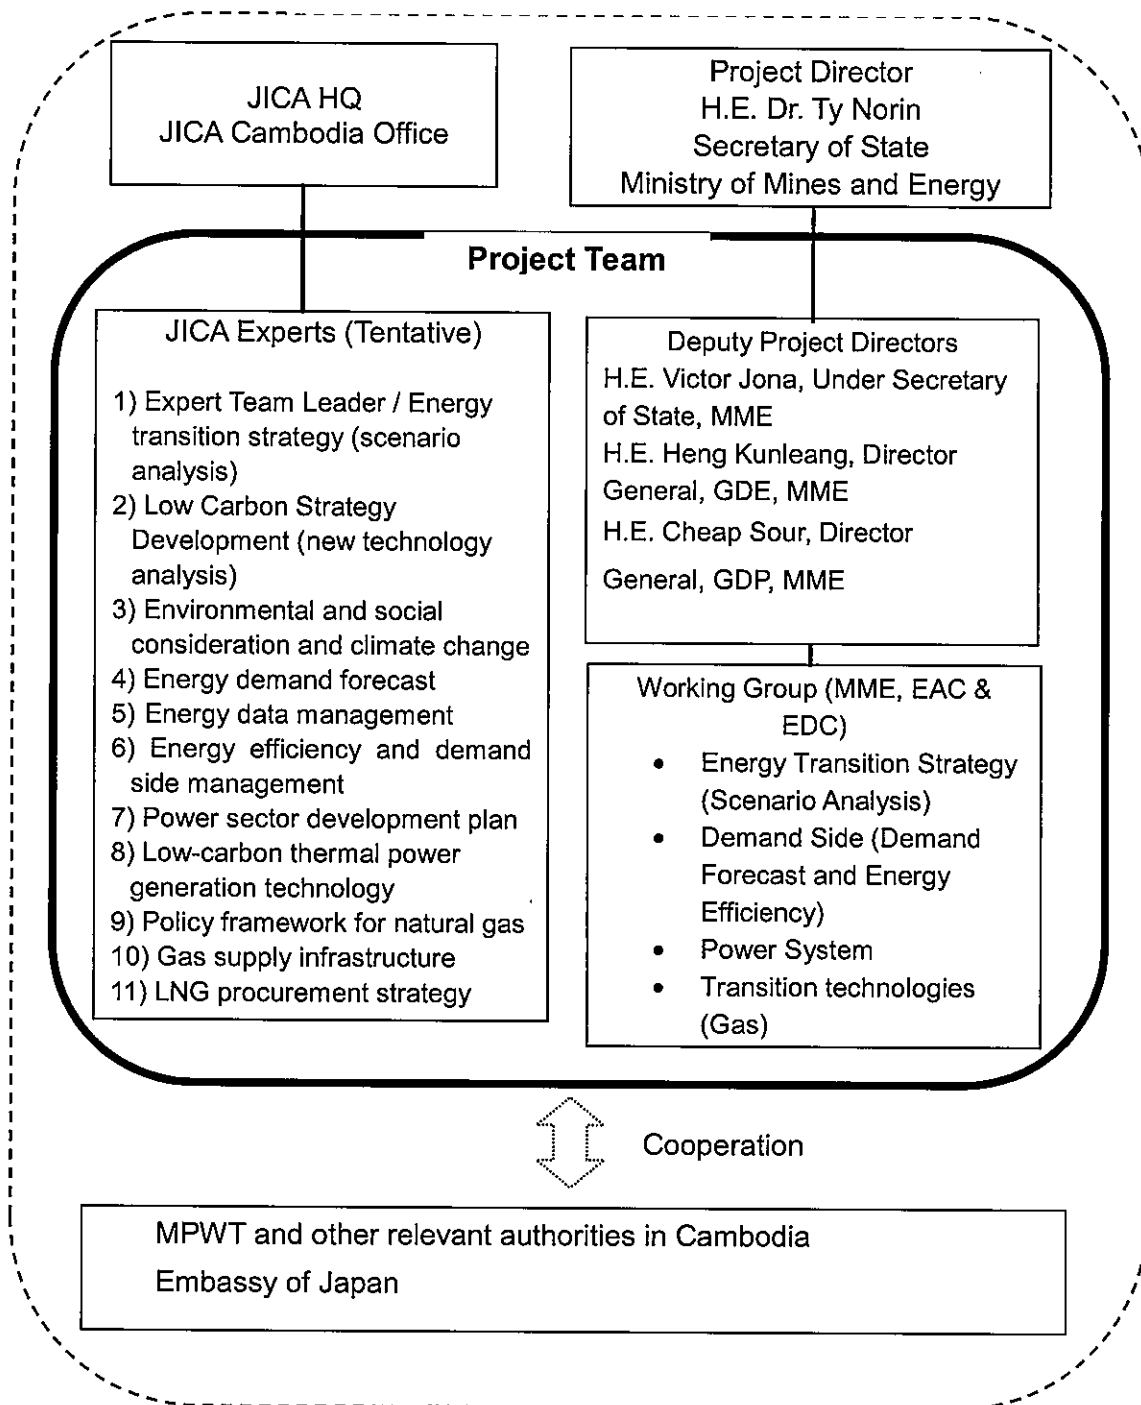 JICA HQ
JICA Cambodia Office
Project Director
H.E. Dr. Ty Norin
Secretary of State
Ministry of Mines and Energy
Project Team
JICA Experts (Tentative)
1) Expert Team Leader / Energy
transition strategy (scenario
analysis)
2) Low Carbon Strategy
Development (new technology
analysis)
3) Environmental and social
consideration and climate change
4) Energy demand forecast
5) Energy data management
6) Energy efficiency and demand
side management
7) Power sector development plan
8) Low-carbon thermal power
generation technology
9) Policy framework for natural gas
10) Gas supply infrastructure
11) LNG procurement strategy
Deputy Project Directors
H.E. Victor Jona, Under Secretary
of State, MME
H.E. Heng Kunleang, Director
General, GDE, MME
H.E. Cheap Sour, Director
General, GDP, MME
Working Group (MME, EAC &
EDC)
• Energy Transition Strategy
(Scenario Analysis)
• Demand Side (Demand
Forecast and Energy
Efficiency)
• Power System
• Transition technologies
(Gas)
Cooperation
MPWT and other relevant authorities in Cambodia
Embassy of Japan